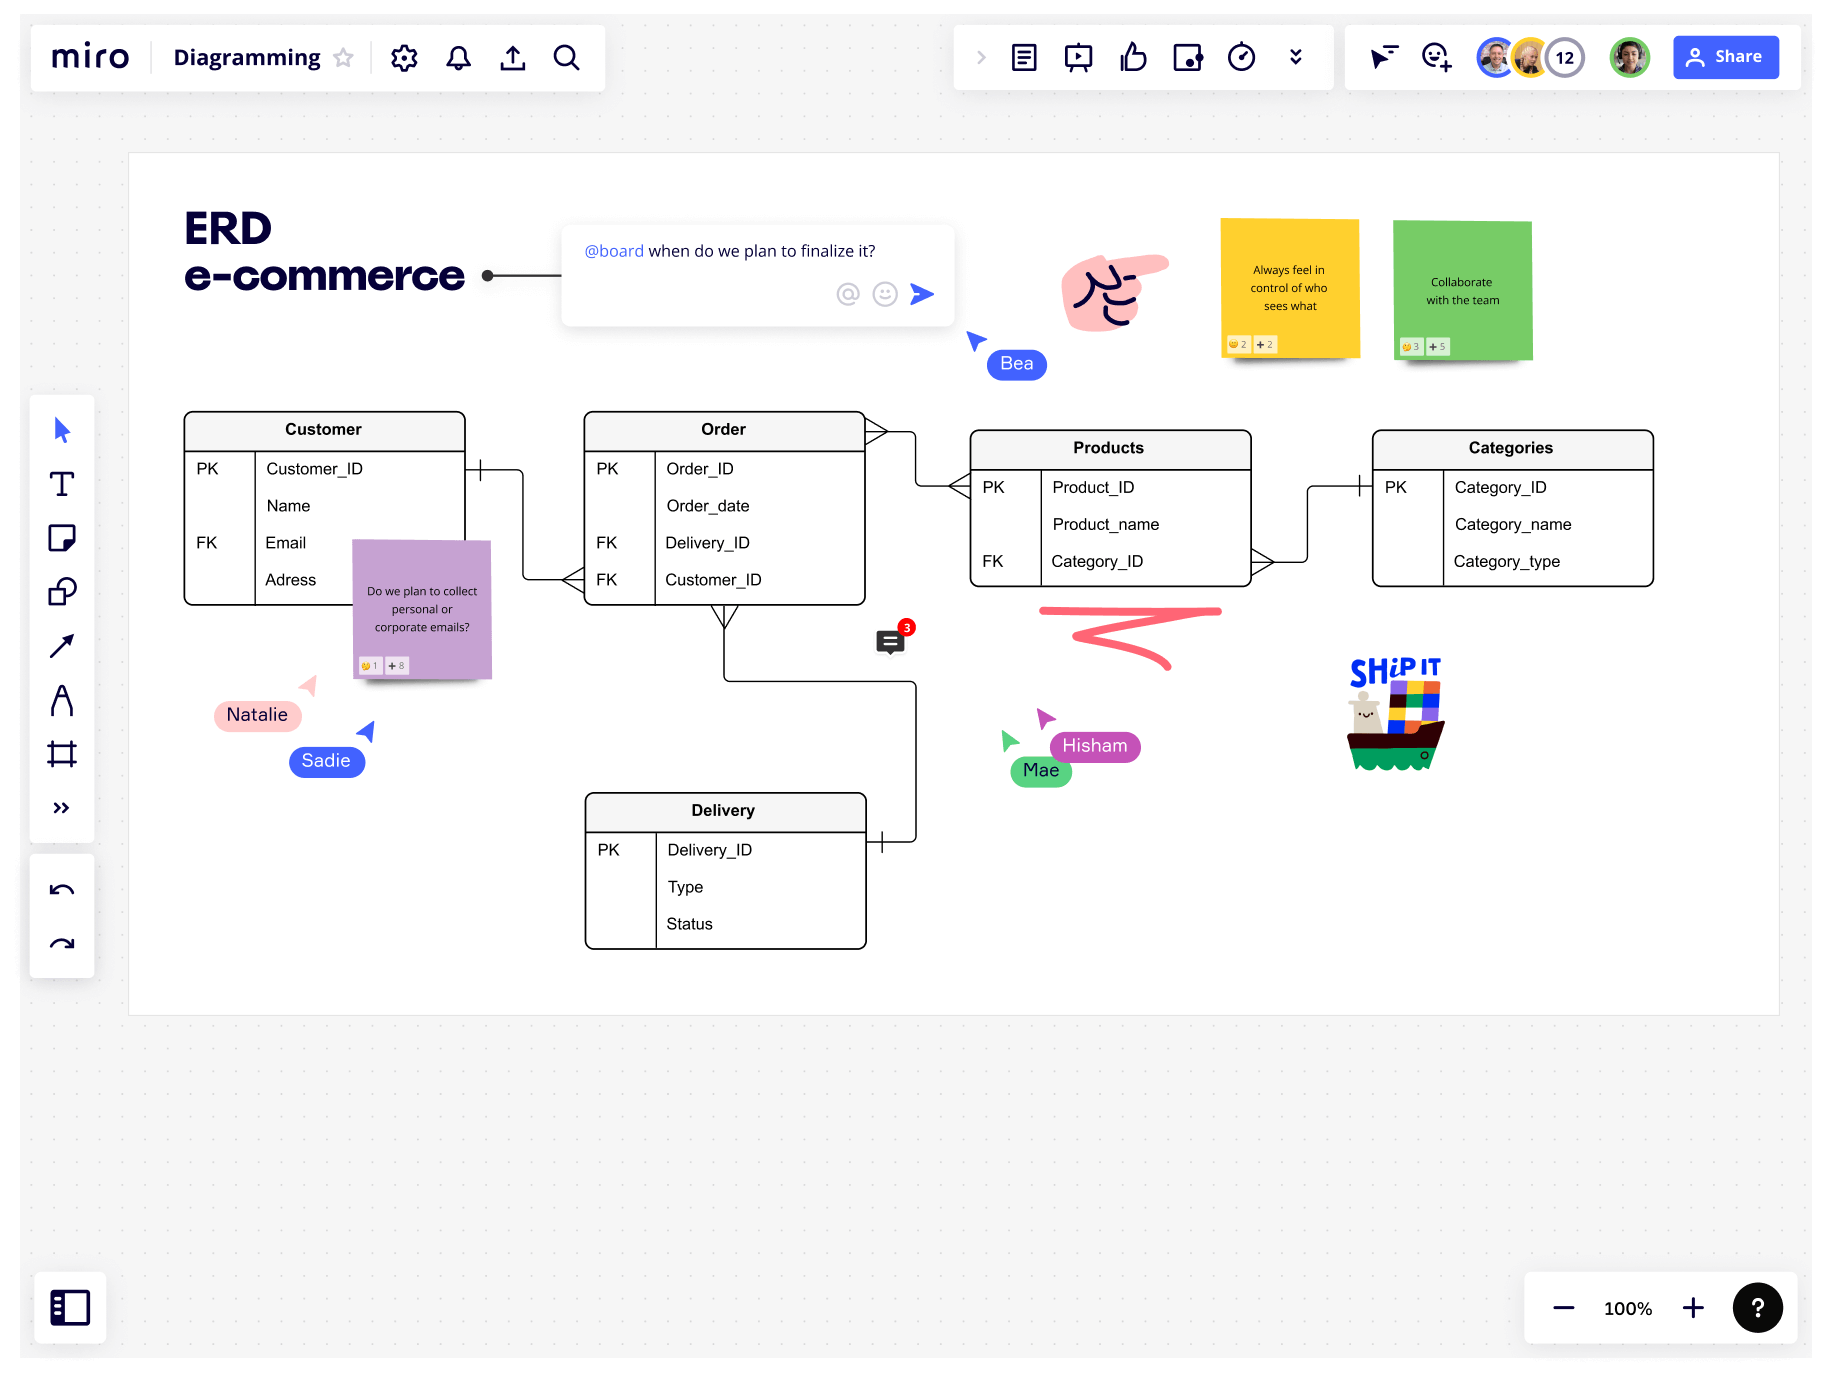 miro
Diagramming
12
Share
ERD
e-commerce
@board when do we plan to finalize it?
Bea
Always feel in
control of who
sees what
2
+ 2
Collaborate
with the team
3
+ 5
Customer
PK Customer_ID
Name
FK Email
Adress
Do we plan to collect
personal or
corporate emails?
1
+ 8
Natalie
Sadie
Order
PK Order_ID
Order_date
FK Delivery_ID
FK Customer_ID
3
Products
PK Product_ID
Product_name
FK Category_ID
Categories
PK Category_ID
Category_name
Category_type
SHiP IT
Hisham
Mae
Delivery
PK Delivery_ID
Type
Status
100%
?